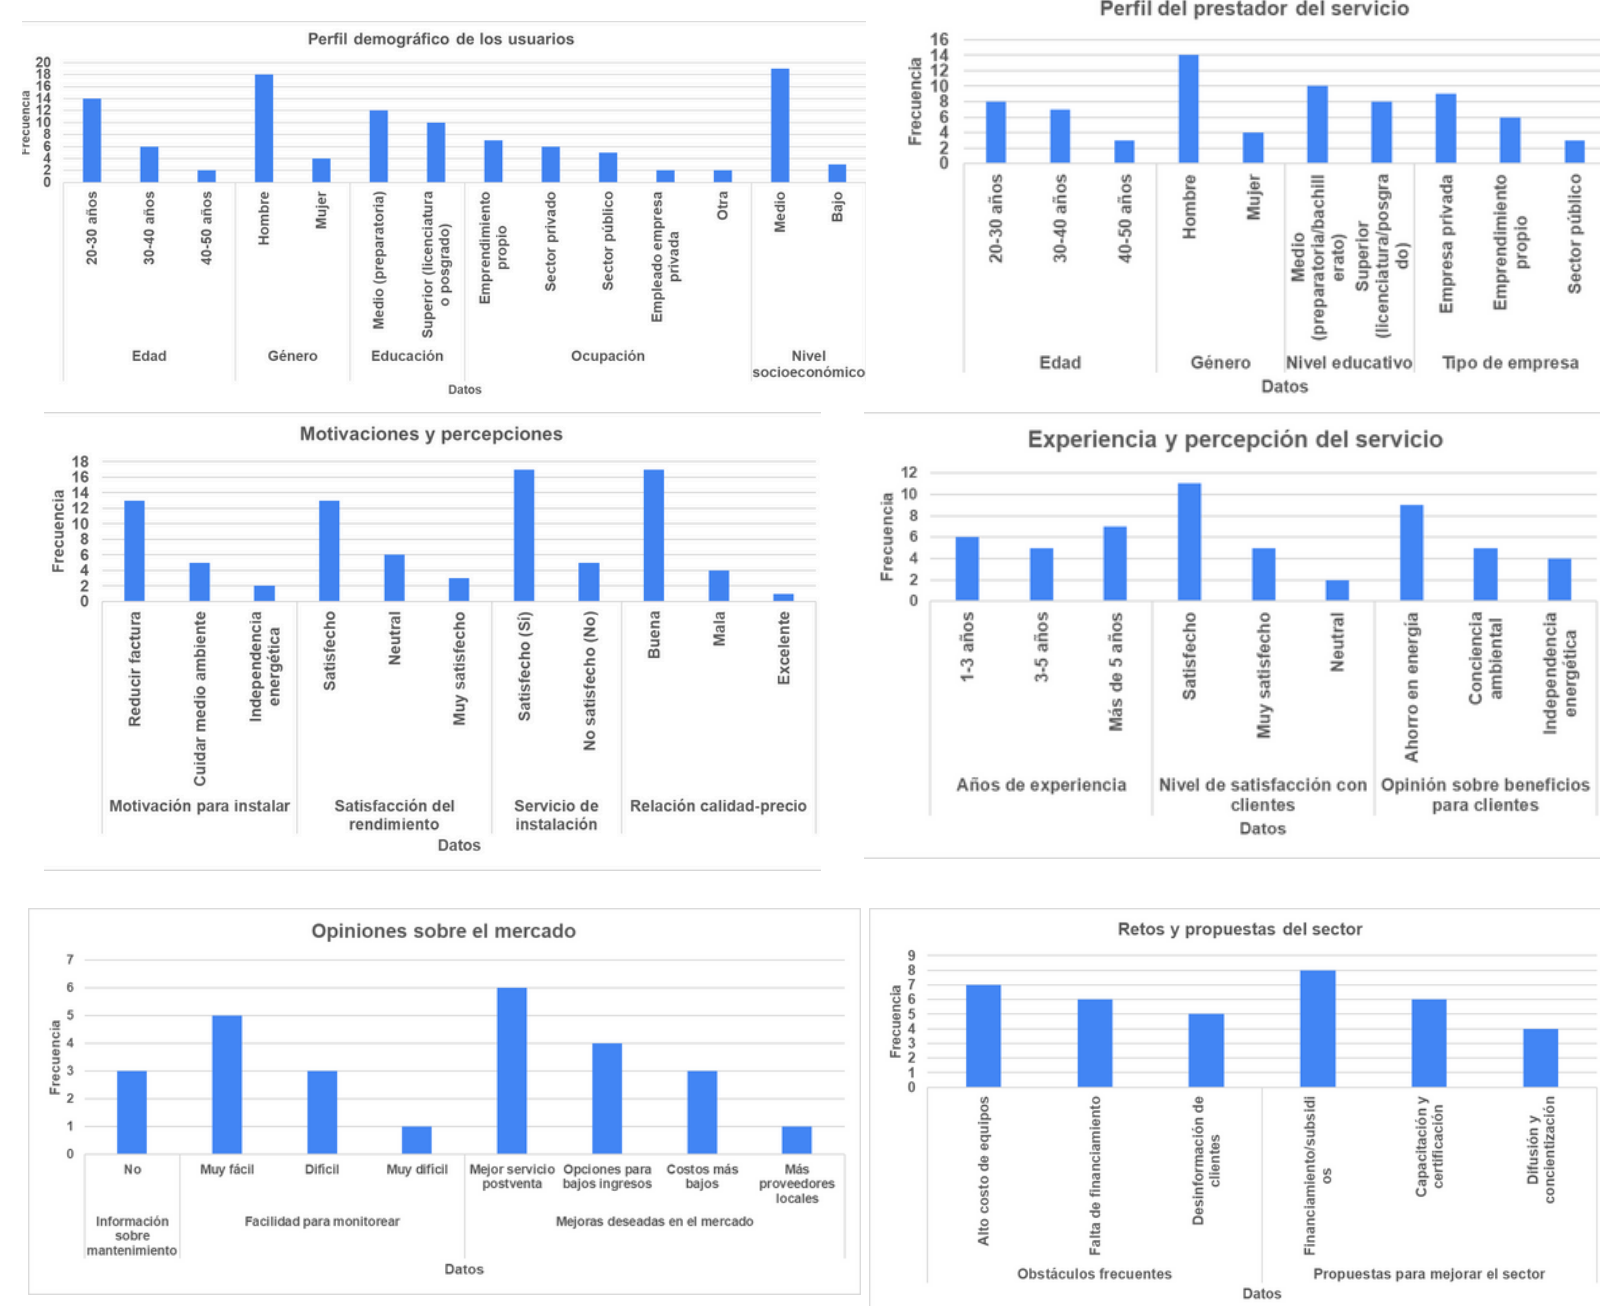 Perfil demográfico de los usuarios
Frecuencia
20
18
16
14
12
10
8
6
4
2
0
20-30 años
30-40 años
40-50 años
Hombre
Mujer
Medio (preparatoria)
Superior (licenciatura
o posgrado)
Emprendimiento
propio
Sector privado
Sector público
Empleado empresa
privada
Otra
Medio
Bajo
Edad
Género
Educación
Ocupación
Nivel
socioeconómico
Datos
Perfil del prestador del servicio
Frecuencia
16
14
12
10
8
6
4
2
0
20-30 años
30-40 años
40-50 años
Hombre
Mujer
Medio
(preparatoria/bachill
erato)
Superior
(licenciatura/posgra
do)
Empresa privada
Emprendimiento
propio
Sector público
Edad
Género
Nivel educativo
Tipo de empresa
Datos
Motivaciones y percepciones
Frecuencia
18
16
14
12
10
8
6
4
2
0
Reducir factura
Cuidar medio ambiente
Independencia
energética
Satisfecho
Neutral
Muy satisfecho
Satisfecho (Sí)
No satisfecho (No)
Buena
Mala
Excelente
Motivación para instalar
Satisfacción del
rendimiento
Servicio de
instalación
Relación calidad-precio
Datos
Experiencia y percepción del servicio
Frecuencia
12
10
8
6
4
2
0
1-3 años
3-5 años
Más de 5 años
Satisfecho
Muy satisfecho
Neutral
Ahorro en energía
Conciencia
ambiental
Independencia
energética
Años de experiencia
Nivel de satisfacción con
clientes
Opinión sobre beneficios
para clientes
Datos
Opiniones sobre el mercado
Frecuencia
7
6
5
4
3
2
1
0
No
Muy fácil
Difícil
Muy difícil
Mejor servicio
postventa
Opciones para
bajos ingresos
Costos más
bajos
Más
proveedores
locales
Información
sobre
mantenimiento
Facilidad para monitorear
Mejoras deseadas en el mercado
Datos
Retos y propuestas del sector
Frecuencia
9
8
7
6
5
4
3
2
1
0
Alto costo de equipos
Falta de financiamiento
Desinformación de
clientes
Financiamiento/subsidi
os
Capacitación y
certificación
Difusión y
concientización
Obstáculos frecuentes
Propuestas para mejorar el sector
Datos